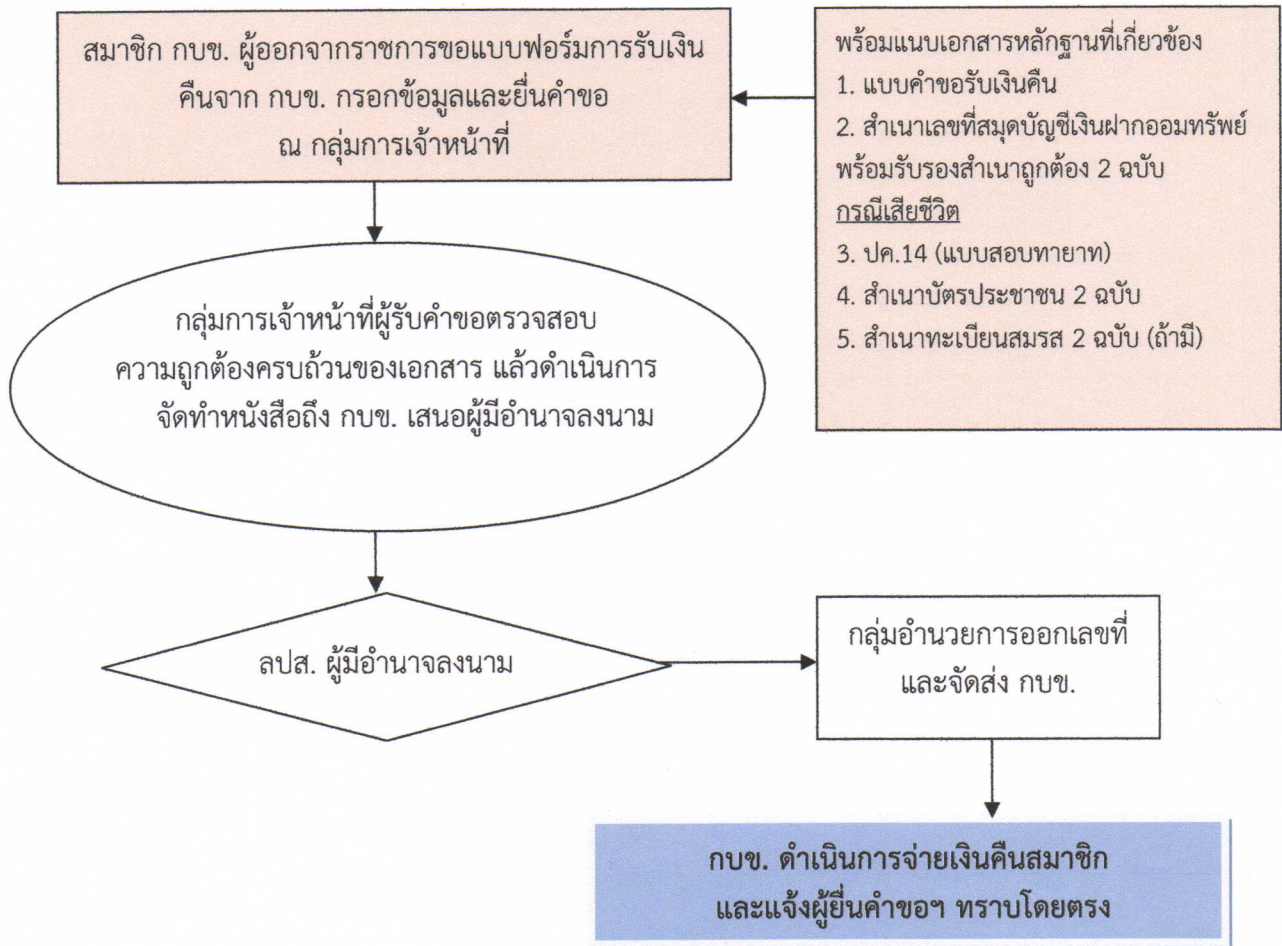 สมาชิก กบข. ผู้ออกจากราชการขอแบบฟอร์มการรับเงิน
คืนจาก กบข. กรอกข้อมูลและยื่นคำขอ
ณ กลุ่มการเจ้าหน้าที่
พร้อมแนบเอกสารหลักฐานที่เกี่ยวข้อง
1. แบบคำขอรับเงินคืน
2. สำเนาเลขที่สมุดบัญชีเงินฝากออมทรัพย์
พร้อมรับรองสำเนาถูกต้อง 2 ฉบับ
กรณีเสียชีวิต
3. ปค.14 (แบบสอบทายาท)
4. สำเนาบัตรประชาชน 2 ฉบับ
5. สำเนาทะเบียนสมรส 2 ฉบับ (ถ้ามี)
กลุ่มการเจ้าหน้าที่ผู้รับคำขอตรวจสอบ
ความถูกต้องครบถ้วนของเอกสาร แล้วดำเนินการ
จัดทำหนังสือถึง กบข. เสนอผู้มีอำนาจลงนาม
ลปส. ผู้มีอำนาจลงนาม
กลุ่มอำนวยการออกเลขที่
และจัดส่ง กบข.
กบข. ดำเนินการจ่ายเงินคืนสมาชิก
และแจ้งผู้ยื่นคำขอฯ ทราบโดยตรง